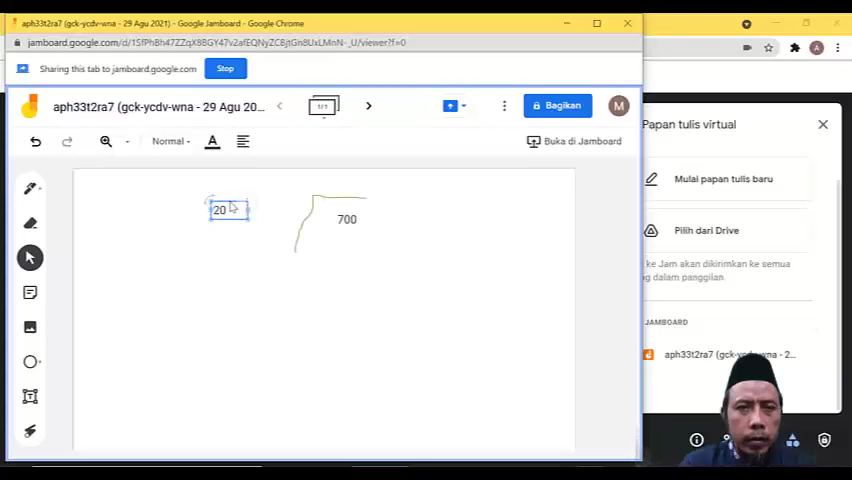 aph33t2ra7 (gck-ycdv-wna - 29 Agu 2021) - Google Jamboard - Google Chrome
jamboard.google.com/d/1SfPhBh47ZZqX8BGY47v2afEQNyZCBjtGn8UxLMnN-_U/viewer?f=0
Sharing this tab to jamboard.google.com
Stop
aph33t2ra7 (gck-ycdv-wna - 29 Agu 20...
1/1
Bagikan
M
Normal
A
Buka di Jamboard
20
700
A
Papan tulis virtual
Mulai papan tulis baru
Pilih dari Drive
ke Jam akan dikirimkan ke semua
ng dalam panggilan
JAMBOARD
aph33t2ra7 (gck-ycdv-wna - 2...